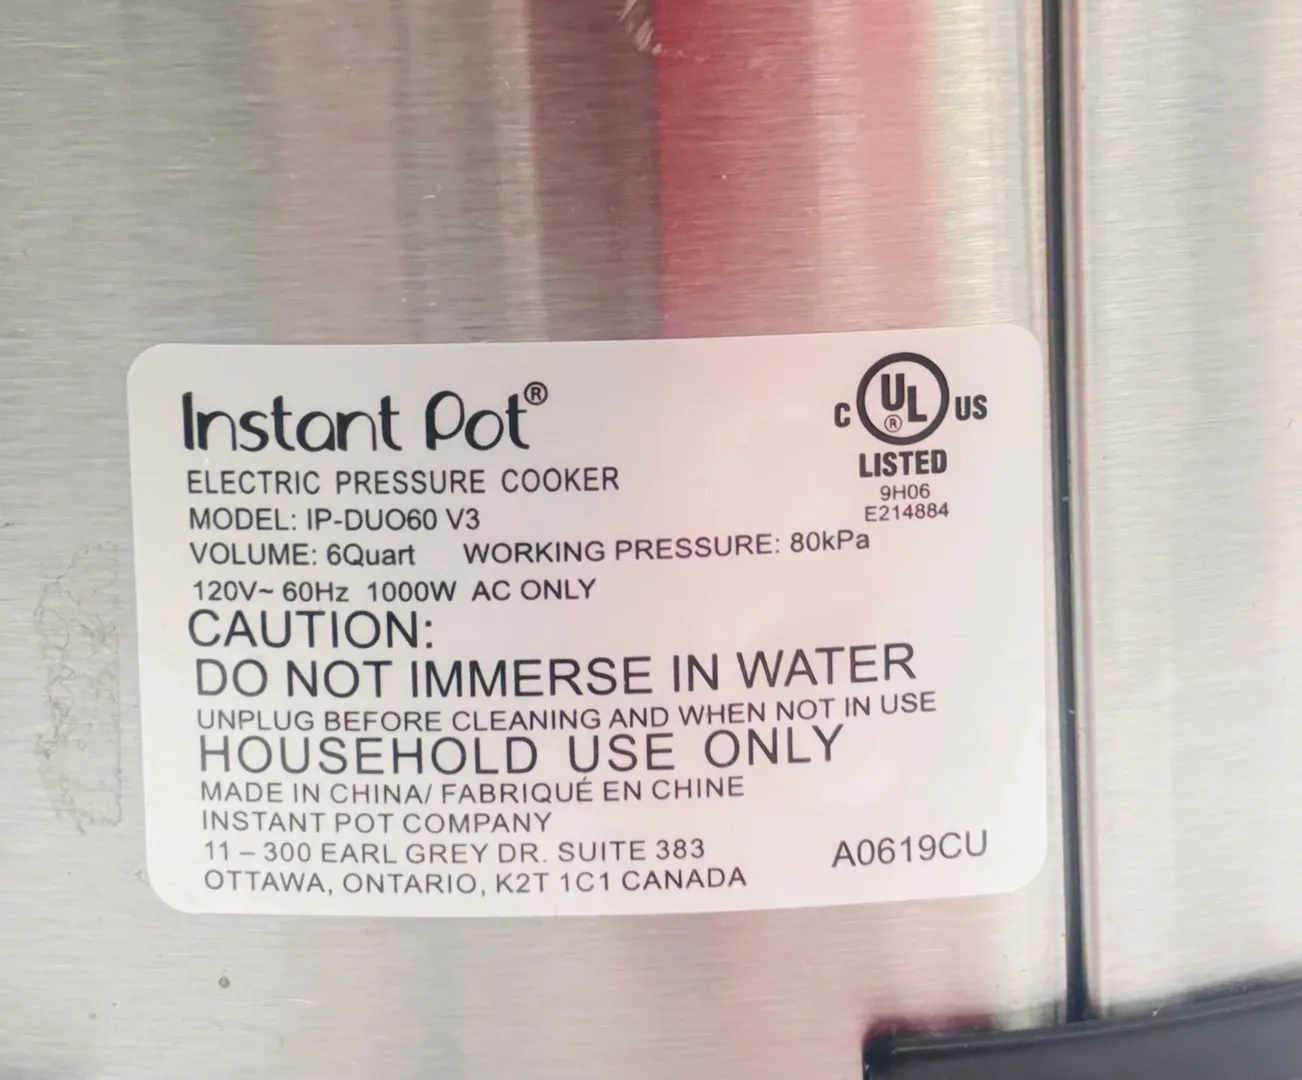 Instant Pot®
C UL® US
LISTED
9H06
E214884
ELECTRIC PRESSURE COOKER
MODEL: IP-DUO60 V3
VOLUME: 6Quart WORKING PRESSURE: 80kPa
120V~ 60Hz 1000W AC ONLY
CAUTION:
DO NOT IMMERSE IN WATER
UNPLUG BEFORE CLEANING AND WHEN NOT IN USE
HOUSEHOLD USE ONLY
MADE IN CHINA/ FABRIQUÉ EN CHINE
INSTANT POT COMPANY
11 – 300 EARL GREY DR. SUITE 383
OTTAWA, ONTARIO, K2T 1C1 CANADA
A0619CU